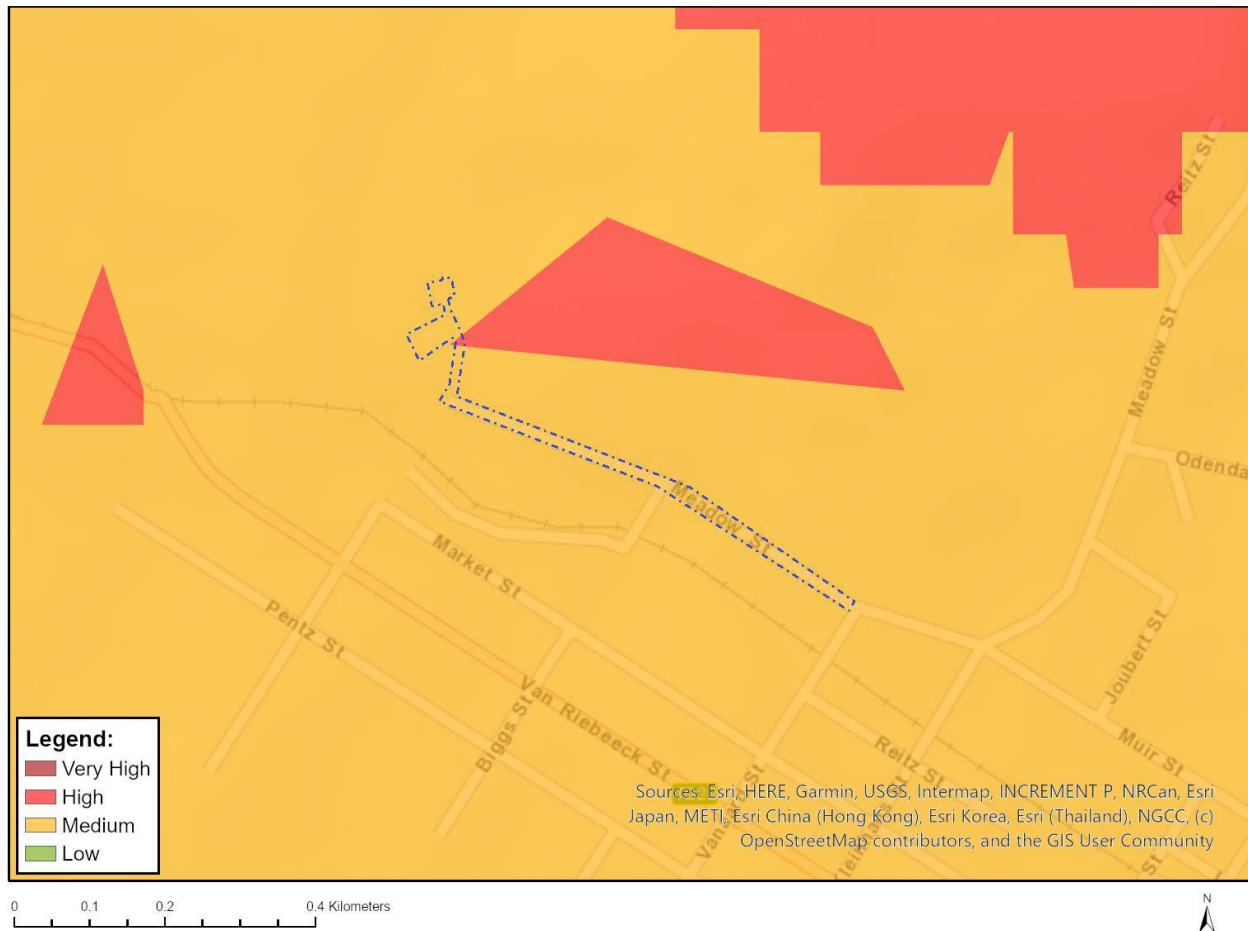 Reitz St
Meadow St
Odenda
Meadow St
Market St
Pentz St
Joubert St
Biggs St
Van Riebeeck St
Muir St
Reitz St
St
Legend:
Very High
High
Medium
Low
Sources: Esri, HERE, Garmin, USGS, Intermap, INCREMENT P, NRCan, Esri
Japan, METI, Esri China (Hong Kong), Esri Korea, Esri (Thailand), NGCC, (c)
OpenStreetMap contributors, and the GIS User Community
0 0.1 0.2 0.4 Kilometers
N